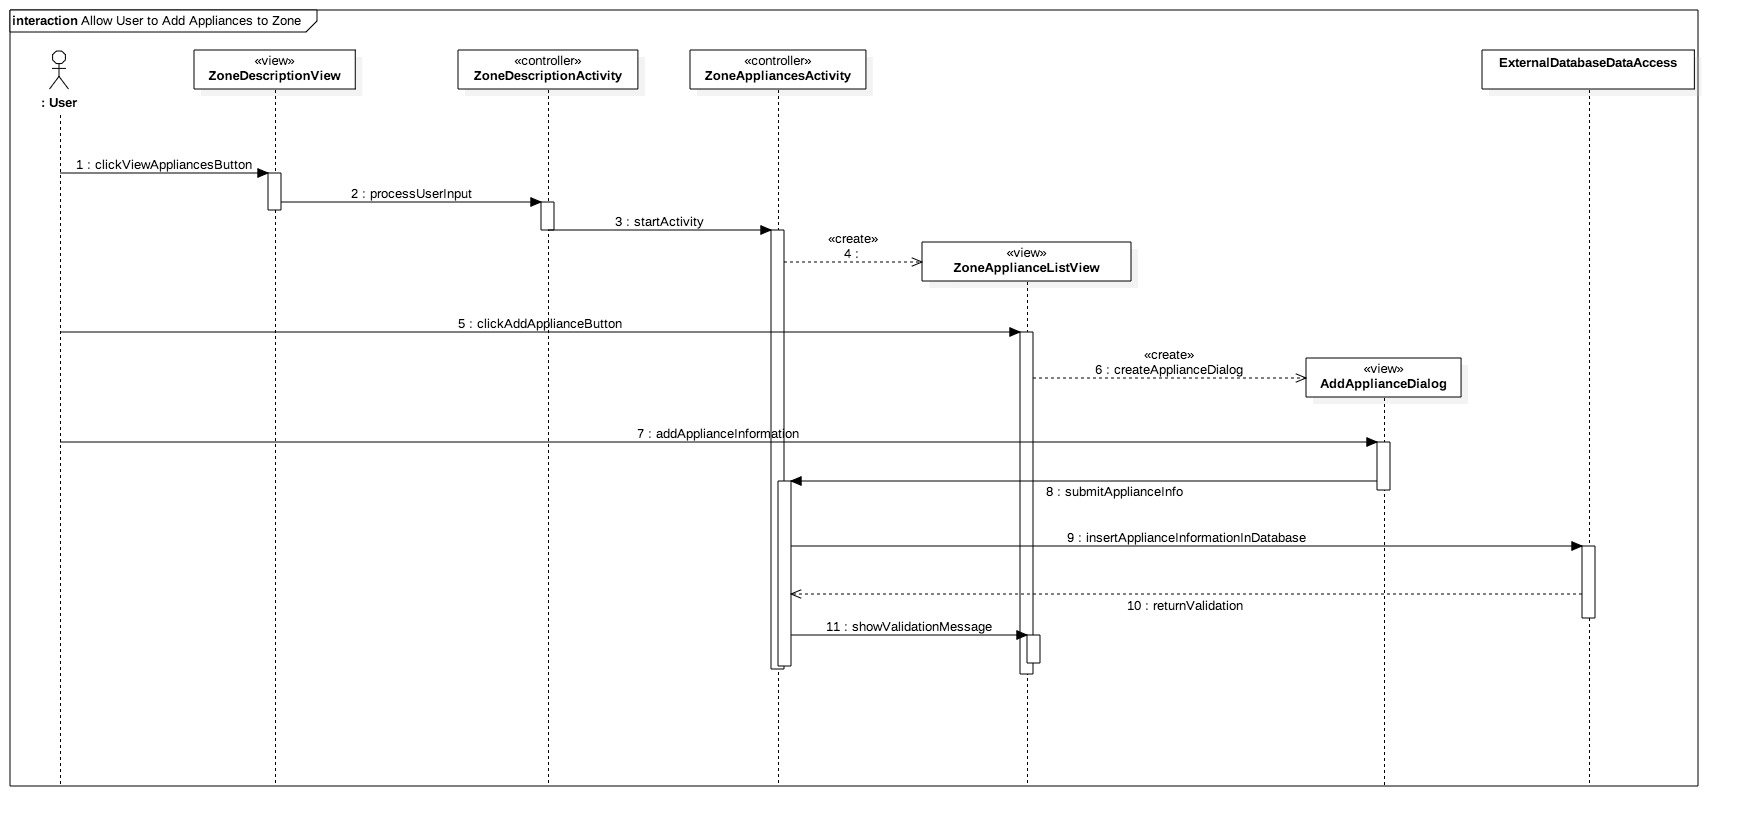 interaction Allow User to Add Appliances to Zone
: User
«view»
ZoneDescriptionView
«controller»
ZoneDescriptionActivity
«controller»
ZoneAppliancesActivity
ExternalDatabaseDataAccess
1 : clickViewAppliancesButton
2 : processUserInput
3 : startActivity
«create»
4 :
«view»
ZoneApplianceListView
5 : clickAddApplianceButton
«create»
6 : createApplianceDialog
«view»
AddApplianceDialog
7 : addApplianceInformation
8 : submitApplianceInfo
9 : insertApplianceInformationInDatabase
10 : returnValidation
11 : showValidationMessage